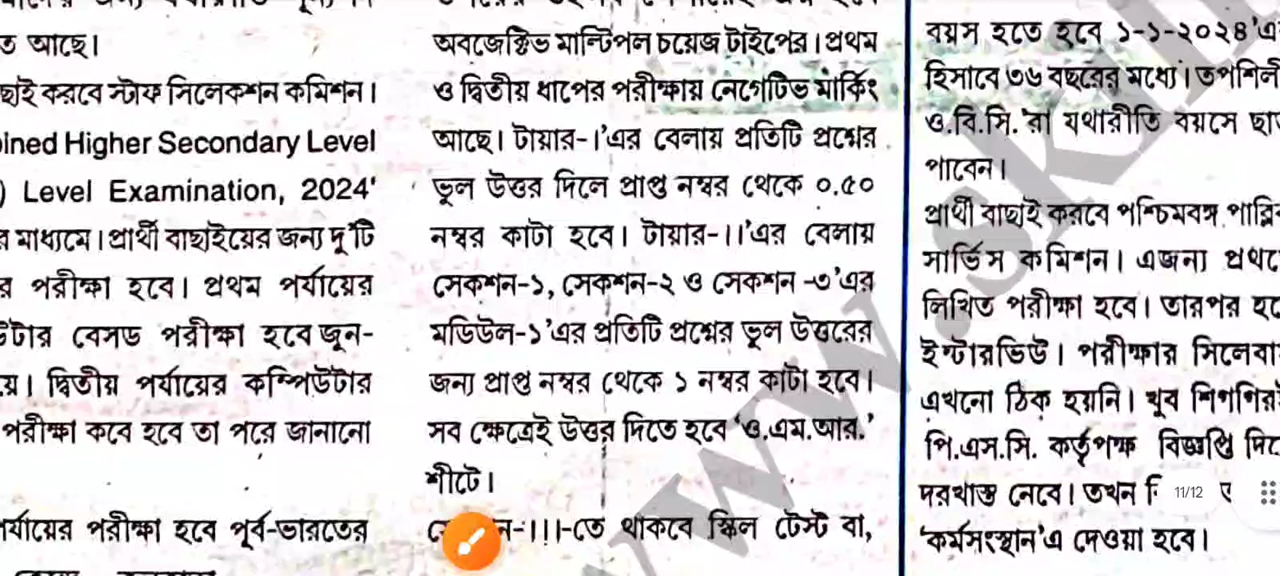 ত আছে।
ছাই করবে স্টাফ সিলেকশন কমিশন।
ined Higher Secondary Level
) Level Examination, 2024'
র মাধ্যমে। প্রার্থী বাছাইয়ের জন্য দু'টি
র পরীক্ষা হবে। প্রথম পর্যায়ের
উটার বেসড পরীক্ষা হবে জুন-
য়ে। দ্বিতীয় পর্যায়ের কম্পিউটার
পরীক্ষা কবে হবে তা পরে জানানো
র্যায়ের পরীক্ষা হবে পূর্ব-ভারতের
অবজেক্টিভ মাল্টিপল চয়েজ টাইপের। প্রথম
ও দ্বিতীয় ধাপের পরীক্ষায় নেগেটিভ মার্কিং
আছে। টায়ার-।'এর বেলায় প্রতিটি প্রশ্নের
ভুল উত্তর দিলে প্রাপ্ত নম্বর থেকে ০.৫০
নম্বর কাটা হবে। টায়ার-।।'এর বেলায়
সেকশন-১, সেকশন-২ ও সেকশন -৩'এর
মডিউল-১'এর প্রতিটি প্রশ্নের ভুল উত্তরের
জন্য প্রাপ্ত নম্বর থেকে ১ নম্বর কাটা হবে।
সব ক্ষেত্রেই উত্তর দিতে হবে 'ও.এম.আর.'
শীটে।
ন-।।।-তে থাকবে স্কিল টেস্ট বা,
বয়স হতে হবে ১-১-২০২৪'এ
হিসাবে ৩৬ বছরের মধ্যে। তপশিলী
ও.বি.সি.'রা যথারীতি বয়সে ছা
পাবেন।
প্রার্থী বাছাই করবে পশ্চিমবঙ্গ পাব্লি
সার্ভিস কমিশন। এজন্য প্রথমে
লিখিত পরীক্ষা হবে। তারপর হবে
ইন্টারভিউ। পরীক্ষার সিলেবা
এখনো ঠিক হয়নি। খুব শিগগির
পি.এস.সি. কর্তৃপক্ষ বিজ্ঞপ্তি দিয়ে
দরখাস্ত নেবে। তখন
11/12
'কর্মসংস্থান'এ দেওয়া হবে।